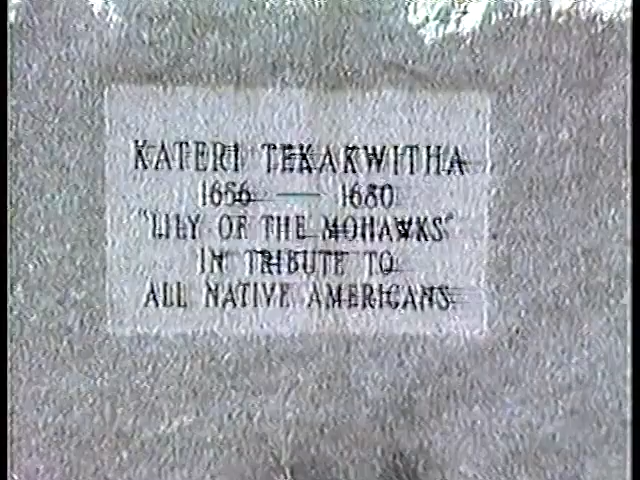 KATERI TEKAKWITHA
1656 — 1680
"LILY OF THE MOHAWKS"
IN TRIBUTE TO
ALL NATIVE AMERICANS